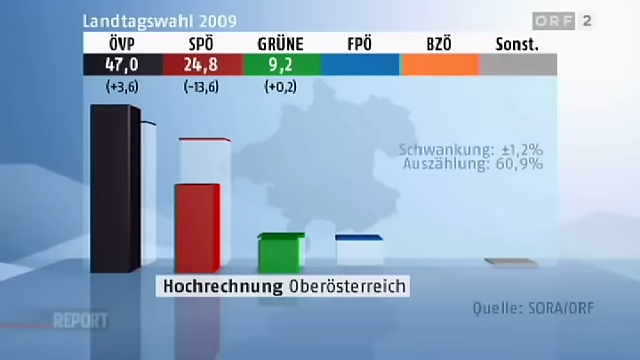 Landtagswahl 2009
ORF 2
ÖVP SPÖ GRÜNE FPÖ BZÖ Sonst.
47,0 24,8 9,2
(+3,6) (-13,6) (+0,2)
Schwankung: ±1,2%
Auszählung: 60,9%
Hochrechnung Oberösterreich
Quelle: SORA/ORF
REPORT